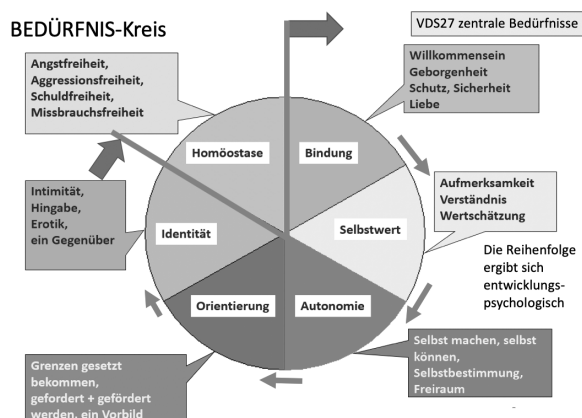 BEDÜRFNIS-Kreis
VDS27 zentrale Bedürfnisse
Angstfreiheit,
Aggressionsfreiheit,
Schuldfreiheit,
Missbrauchsfreiheit
Willkommensein
Geborgenheit
Schutz, Sicherheit
Liebe
Homöostase
Bindung
Intimität,
Hingabe,
Erotik,
ein Gegenüber
Aufmerksamkeit
Verständnis
Wertschätzung
Identität
Selbstwert
Die Reihenfolge
ergibt sich
entwicklungs-
psychologisch
Orientierung
Autonomie
Grenzen gesetzt
bekommen,
gefordert + gefördert
werden, ein Vorbild
Selbst machen, selbst
können,
Selbstbestimmung,
Freiraum